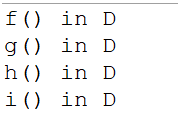 f() in D
g() in D
h() in D
i() in D